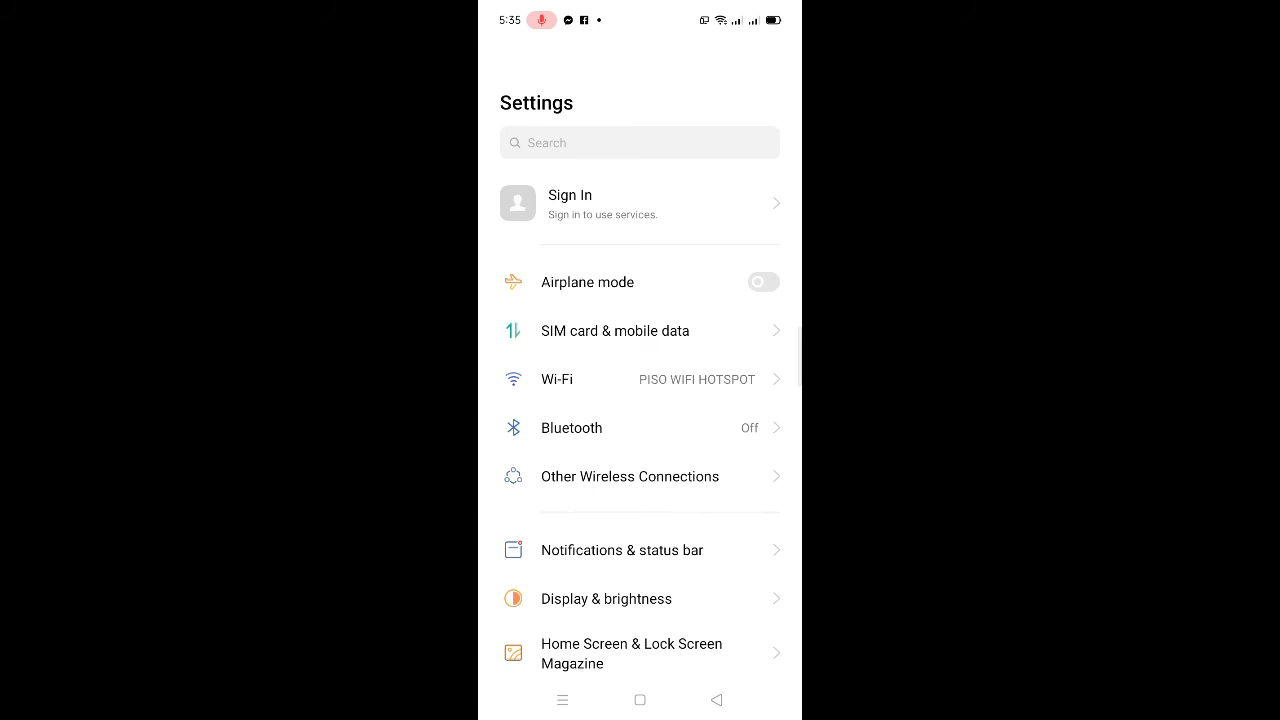 5:35
Settings
Search
Sign In
Sign in to use services.
Airplane mode
SIM card & mobile data
Wi-Fi PISO WIFI HOTSPOT
Bluetooth Off
Other Wireless Connections
Notifications & status bar
Display & brightness
Home Screen & Lock Screen
Magazine